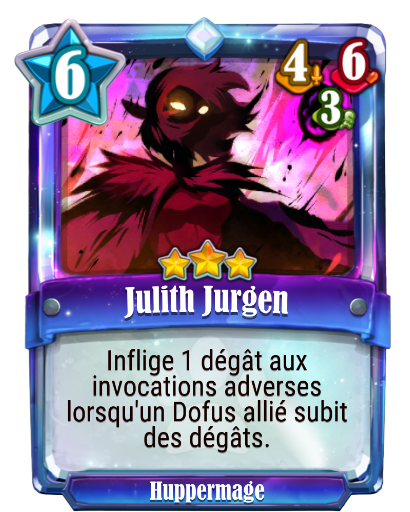 6
4 6
3
Julith Jurgen
Inflige 1 dégât aux
invocations adverses
lorsqu'un Dofus allié subit
des dégâts.
Huppermage